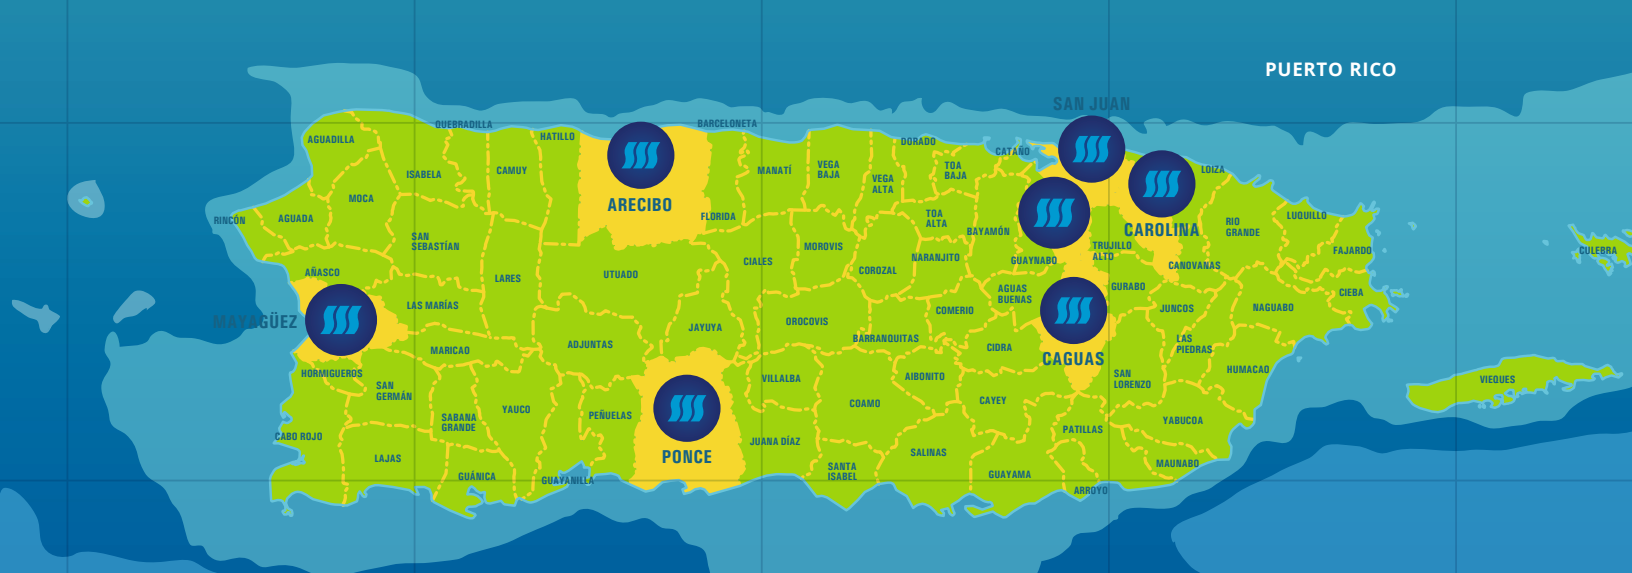 PUERTO RICO
SAN JUAN
QUEBRADILLA
BARCELONETA
AGUADILLA
HATILLO
DORADO
CATAÑO
ISABELA
CAMUY
MANATÍ
VEGA
BAJA
VEGA
ALTA
TOA
BAJA
LOIZA
MOCA
ARECIBO
RINCÓN
AGUADA
FLORIDA
TOA
ALTA
BAYAMÓN
CAROLINA
RIO
GRANDE
LUQUILLO
SAN
SEBASTÍAN
MOROVIS
TRUJILLO
ALTO
FAJARDO
CULEBRA
CIALES
COROZAL
NARANJITO
GUAYNABO
CANOVANAS
AÑASCO
LARES
UTUADO
AGUAS
BUENAS
GURABO
CIEBA
LAS MARÍAS
COMERIO
JUNCOS
NAGUABO
MAYAGÜEZ
JAYUYA
OROCOVIS
BARRANQUITAS
MARICAO
ADJUNTAS
CIDRA
CAGUAS
LAS
PIEDRAS
HORMIGUEROS
SAN
GERMÁN
VILLALBA
AIBONITO
SAN
LORENZO
HUMACAO
VIEQUES
COAMO
CAYEY
SABANA
GRANDE
YAUCO
PEÑUELAS
YABUCOA
CABO ROJO
PATILLAS
JUANA DÍAZ
PONCE
LAJAS
SALINAS
MAUNABO
GUÁNICA
GUAYANILLA
SANTA
ISABEL
GUAYAMA
ARROYO